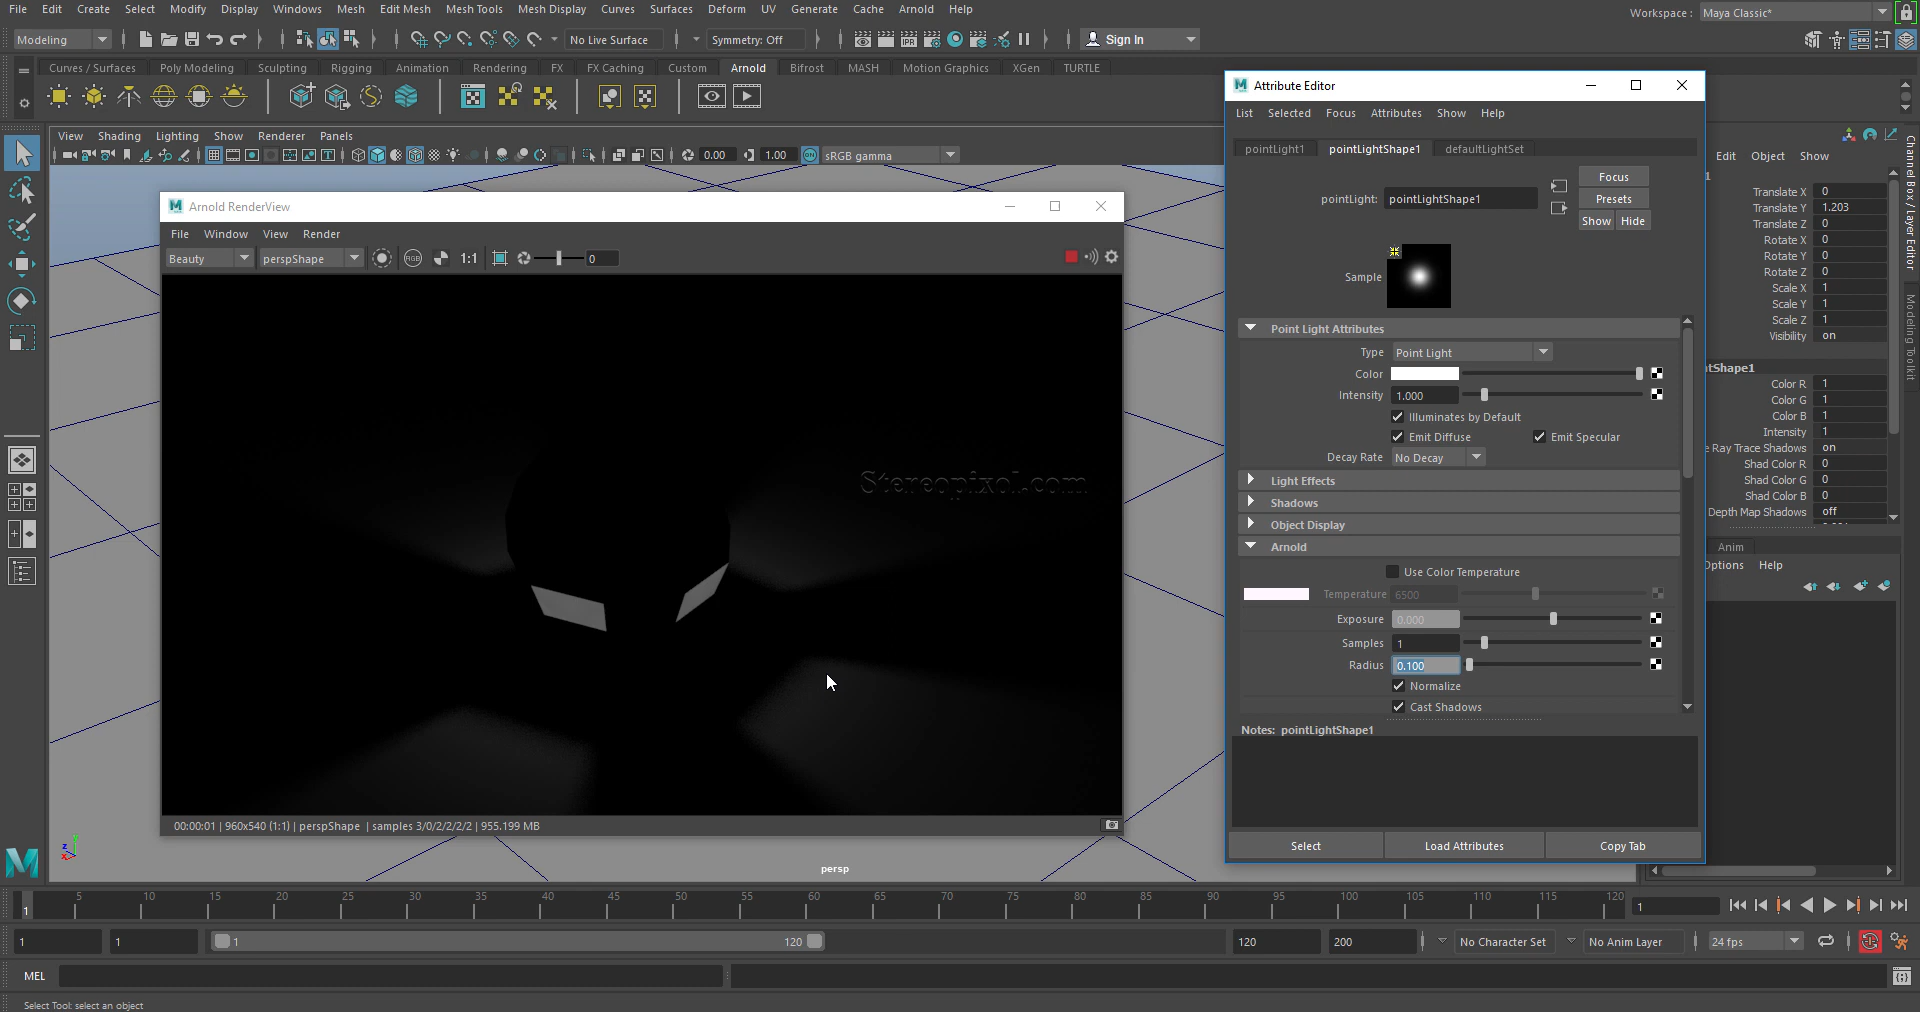 File Edit Create Select Modify Display Windows Mesh Edit Mesh Mesh Tools Mesh Display Curves Surfaces Deform UV Generate Cache Arnold Help
Workspace : Maya Classic*
Modeling
No Live Surface
Symmetry: Off
Sign In
Curves / Surfaces Poly Modeling Sculpting Rigging Animation Rendering FX FX Caching Custom Arnold Bifrost MASH Motion Graphics XGen TURTLE
View Shading Lighting Show Renderer Panels
0.00 1.00 sRGB gamma
Arnold RenderView
File Window View Render
Beauty perspShape RGB 1:1 0
Stereopixol.com
00:00:01 | 960x540 (1:1) | perspShape | samples 3/0/2/2/2/2 | 955.199 MB
persp
Attribute Editor
List Selected Focus Attributes Show Help
pointLight1 pointLightShape1 defaultLightSet
pointLight: pointLightShape1
Focus
Presets
Show Hide
Sample
Point Light Attributes
Type Point Light
Color
Intensity 1.000
Illuminates by Default
Emit Diffuse Emit Specular
Decay Rate No Decay
Light Effects
Shadows
Object Display
Arnold
Use Color Temperature
Temperature 6500
Exposure 0.000
Samples 1
Radius 0.100
Normalize
Cast Shadows
Notes: pointLightShape1
Select Load Attributes Copy Tab
Edit Object Show
Translate X 0
Translate Y 1.203
Translate Z 0
Rotate X 0
Rotate Y 0
Rotate Z 0
Scale X 1
Scale Y 1
Scale Z 1
Visibility on
tShape1
Color R 1
Color G 1
Color B 1
Intensity 1
e Ray Trace Shadows on
Shad Color R 0
Shad Color G 0
Shad Color B 0
Depth Map Shadows off
Anim
Options Help
Channel Box / Layer Editor
Modeling Toolkit
5 10 15 20 25 30 35 40 45 50 55 60 65 70 75 80 85 90 95 100 105 110 115 120
1
1
1 1 1 120 120 200 No Character Set No Anim Layer 24 fps
MEL
Select Tool: select an object